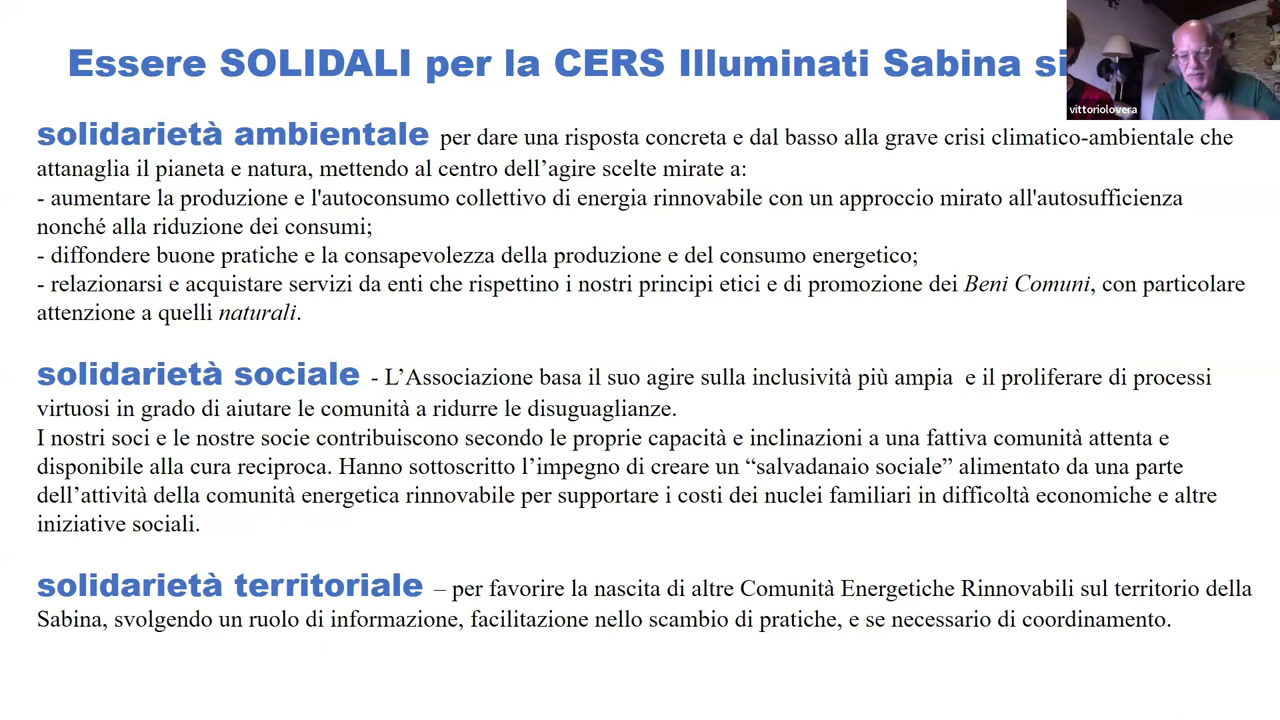 Essere SOLIDALI per la CERS Illuminati Sabina si
vittoriolovera
solidarietà ambientale per dare una risposta concreta e dal basso alla grave crisi climatico-ambientale che
attanaglia il pianeta e natura, mettendo al centro dell’agire scelte mirate a:
- aumentare la produzione e l'autoconsumo collettivo di energia rinnovabile con un approccio mirato all'autosufficienza
nonché alla riduzione dei consumi;
- diffondere buone pratiche e la consapevolezza della produzione e del consumo energetico;
- relazionarsi e acquistare servizi da enti che rispettino i nostri principi etici e di promozione dei Beni Comuni, con particolare
attenzione a quelli naturali.
solidarietà sociale - L’Associazione basa il suo agire sulla inclusività più ampia e il proliferare di processi
virtuosi in grado di aiutare le comunità a ridurre le disuguaglianze.
I nostri soci e le nostre socie contribuiscono secondo le proprie capacità e inclinazioni a una fattiva comunità attenta e
disponibile alla cura reciproca. Hanno sottoscritto l’impegno di creare un “salvadanaio sociale” alimentato da una parte
dell’attività della comunità energetica rinnovabile per supportare i costi dei nuclei familiari in difficoltà economiche e altre
iniziative sociali.
solidarietà territoriale – per favorire la nascita di altre Comunità Energetiche Rinnovabili sul territorio della
Sabina, svolgendo un ruolo di informazione, facilitazione nello scambio di pratiche, e se necessario di coordinamento.